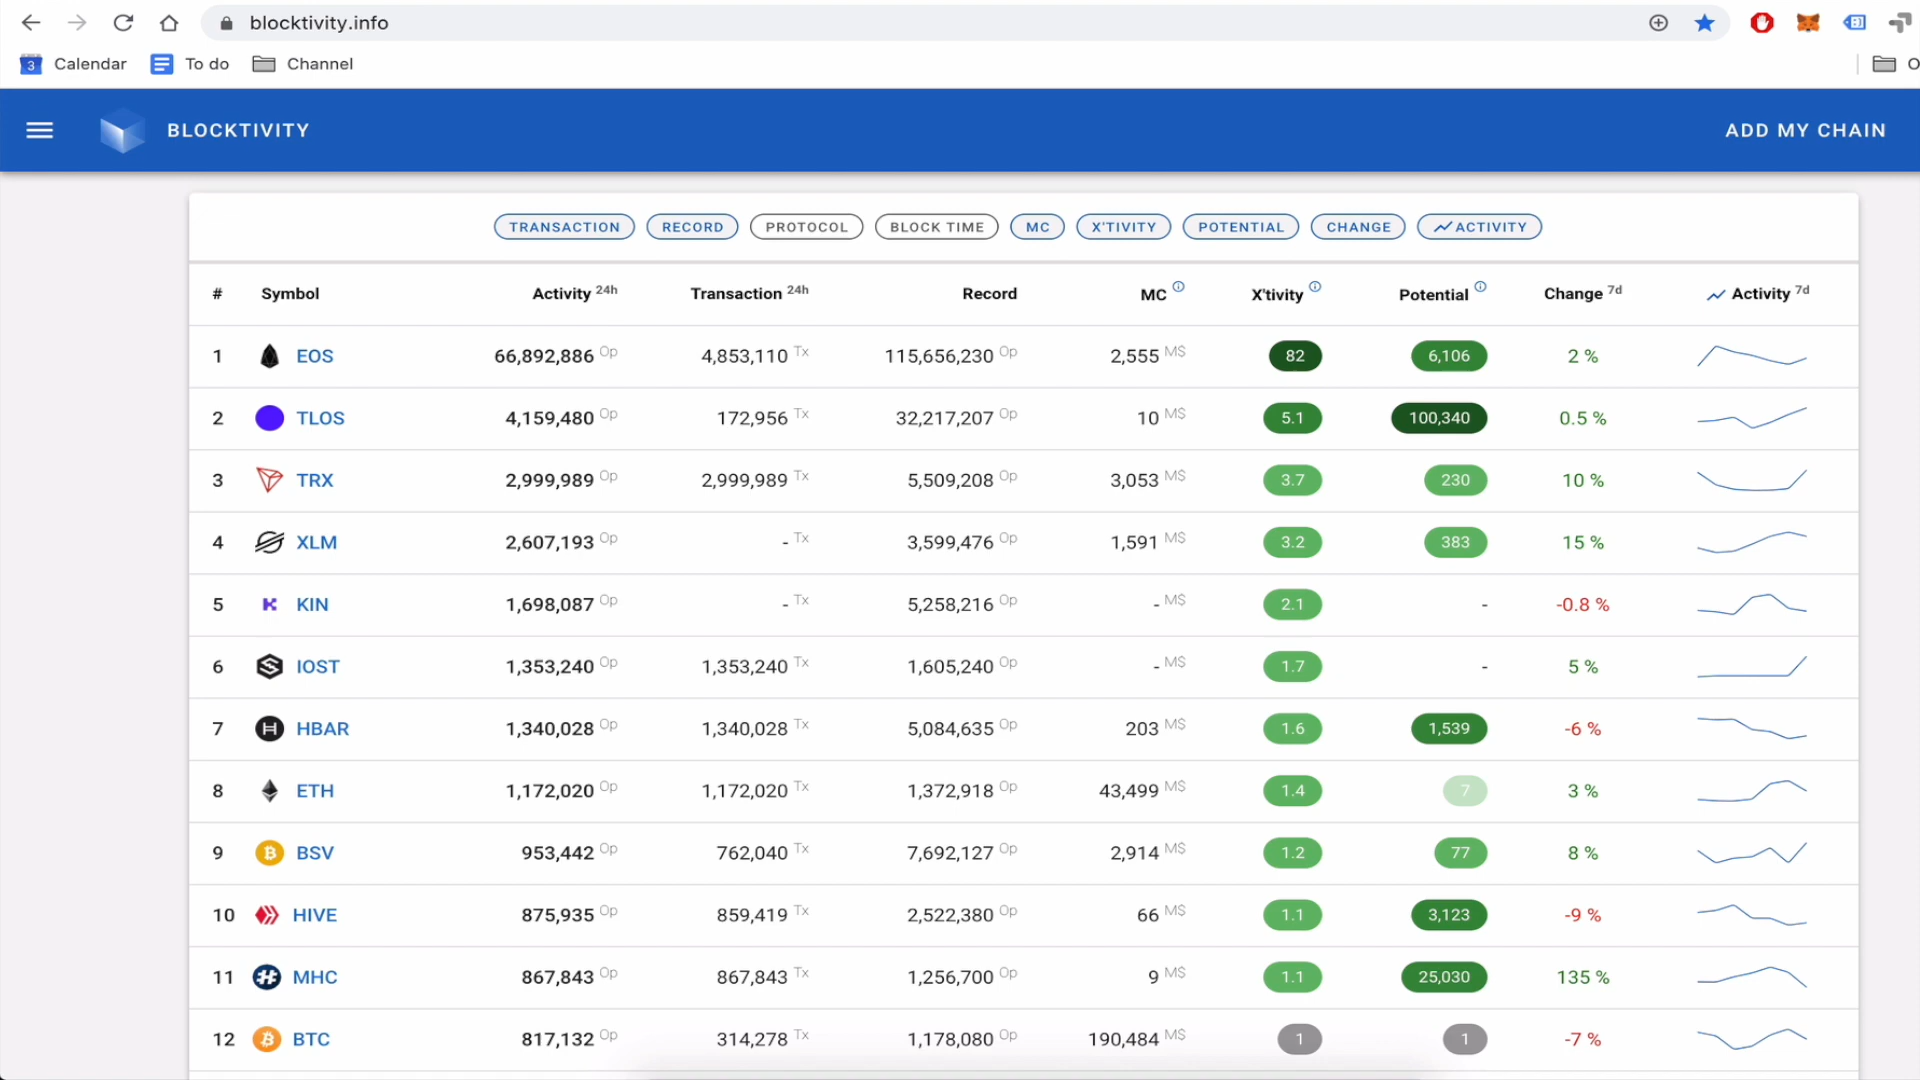 blocktivity.info
3 Calendar To do Channel O
BLOCKTIVITY ADD MY CHAIN
TRANSACTION RECORD PROTOCOL BLOCK TIME MC X'TIVITY POTENTIAL CHANGE ACTIVITY
# Symbol Activity 24h Transaction 24h Record MC X'tivity Potential Change 7d Activity 7d
1 EOS 66,892,886 Op 4,853,110 Tx 115,656,230 Op 2,555 M$ 82 6,106 2 %
2 TLOS 4,159,480 Op 172,956 Tx 32,217,207 Op 10 M$ 5.1 100,340 0.5 %
3 TRX 2,999,989 Op 2,999,989 Tx 5,509,208 Op 3,053 M$ 3.7 230 10 %
4 XLM 2,607,193 Op - Tx 3,599,476 Op 1,591 M$ 3.2 383 15 %
5 KIN 1,698,087 Op - Tx 5,258,216 Op - M$ 2.1 - -0.8 %
6 IOST 1,353,240 Op 1,353,240 Tx 1,605,240 Op - M$ 1.7 - 5 %
7 HBAR 1,340,028 Op 1,340,028 Tx 5,084,635 Op 203 M$ 1.6 1,539 -6 %
8 ETH 1,172,020 Op 1,172,020 Tx 1,372,918 Op 43,499 M$ 1.4 7 3 %
9 BSV 953,442 Op 762,040 Tx 7,692,127 Op 2,914 M$ 1.2 77 8 %
10 HIVE 875,935 Op 859,419 Tx 2,522,380 Op 66 M$ 1.1 3,123 -9 %
11 MHC 867,843 Op 867,843 Tx 1,256,700 Op 9 M$ 1.1 25,030 135 %
12 BTC 817,132 Op 314,278 Tx 1,178,080 Op 190,484 M$ 1 1 -7 %